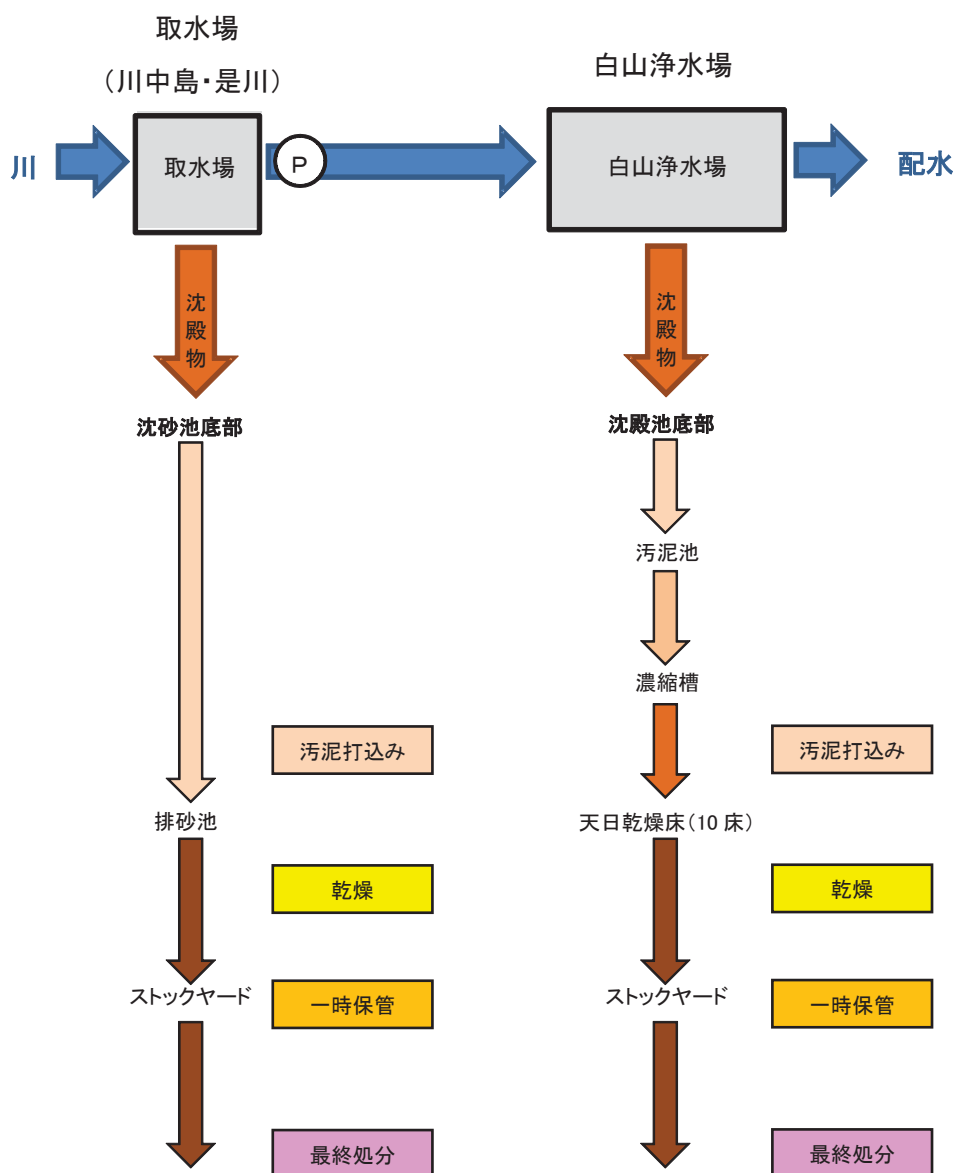 取水場
（川中島・是川）
白山浄水場
川
取水場
P
白山浄水場
配水
沈殿物
沈殿物
沈砂池底部
沈殿池底部
汚泥池
濃縮槽
汚泥打込み
汚泥打込み
排砂池
天日乾燥床（10 床）
乾燥
乾燥
ストックヤード
一時保管
ストックヤード
一時保管
最終処分
最終処分